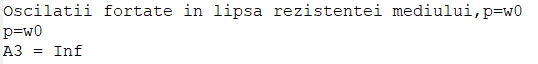 Oscilatii fortate in lipsa rezistentei mediului,p=w0
p=w0
A3 = Inf